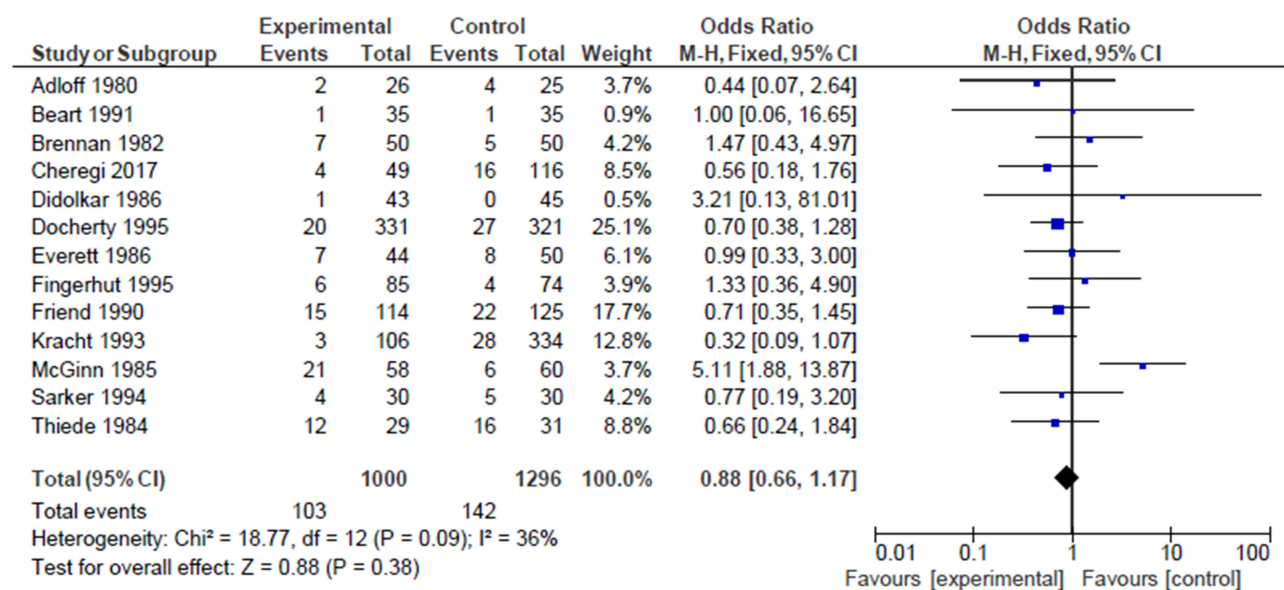 Experimental Control Odds Ratio Odds Ratio
Study or Subgroup Events Total Events Total Weight M-H, Fixed, 95% CI M-H, Fixed, 95% CI
Adloff 1980 2 26 4 25 3.7% 0.44 [0.07, 2.64]
Beart 1991 1 35 1 35 0.9% 1.00 [0.06, 16.65]
Brennan 1982 7 50 5 50 4.2% 1.47 [0.43, 4.97]
Cheregi 2017 4 49 16 116 8.5% 0.56 [0.18, 1.76]
Didolkar 1986 1 43 0 45 0.5% 3.21 [0.13, 81.01]
Docherty 1995 20 331 27 321 25.1% 0.70 [0.38, 1.28]
Everett 1986 7 44 8 50 6.1% 0.99 [0.33, 3.00]
Fingerhut 1995 6 85 4 74 3.9% 1.33 [0.36, 4.90]
Friend 1990 15 114 22 125 17.7% 0.71 [0.35, 1.45]
Kracht 1993 3 106 28 334 12.8% 0.32 [0.09, 1.07]
McGinn 1985 21 58 6 60 3.7% 5.11 [1.88, 13.87]
Sarker 1994 4 30 5 30 4.2% 0.77 [0.19, 3.20]
Thiede 1984 12 29 16 31 8.8% 0.66 [0.24, 1.84]
Total (95% CI) 1000 1296 100.0% 0.88 [0.66, 1.17]
Total events 103 142
Heterogeneity: Chi² = 18.77, df = 12 (P = 0.09); I² = 36%
Test for overall effect: Z = 0.88 (P = 0.38)
0.01 0.1 1 10 100
Favours [experimental] Favours [control]